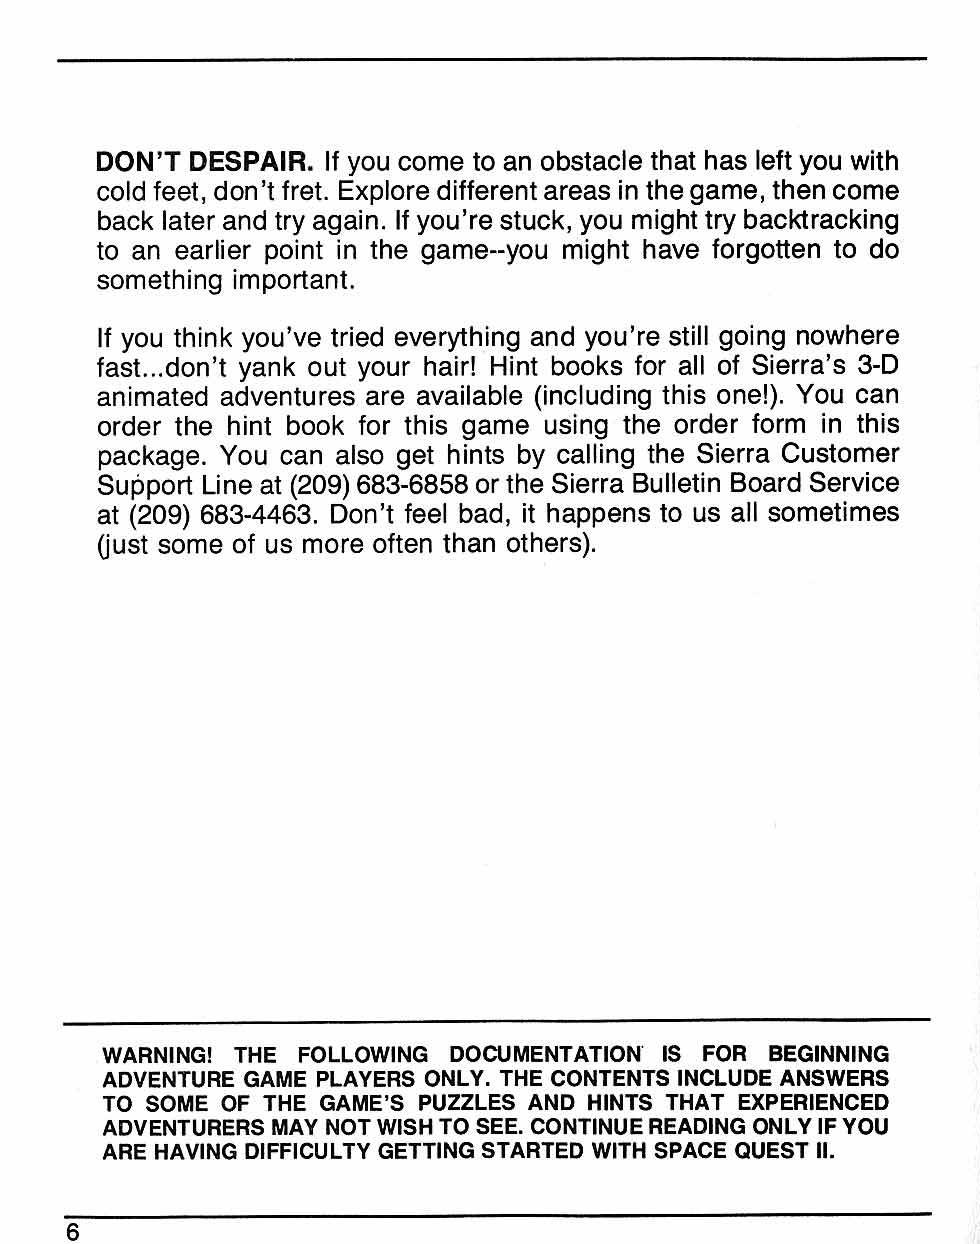 DON'T DESPAIR. If you come to an obstacle that has left you with
cold feet, don't fret. Explore different areas in the game, then come
back later and try again. If you're stuck, you might try backtracking
to an earlier point in the game--you might have forgotten to do
something important.
If you think you've tried everything and you're still going nowhere
fast...don't yank out your hair! Hint books for all of Sierra's 3-D
animated adventures are available (including this one!). You can
order the hint book for this game using the order form in this
package. You can also get hints by calling the Sierra Customer
Support Line at (209) 683-6858 or the Sierra Bulletin Board Service
at (209) 683-4463. Don't feel bad, it happens to us all sometimes
(just some of us more often than others).
WARNING! THE FOLLOWING DOCUMENTATION IS FOR BEGINNING
ADVENTURE GAME PLAYERS ONLY. THE CONTENTS INCLUDE ANSWERS
TO SOME OF THE GAME'S PUZZLES AND HINTS THAT EXPERIENCED
ADVENTURERS MAY NOT WISH TO SEE. CONTINUE READING ONLY IF YOU
ARE HAVING DIFFICULTY GETTING STARTED WITH SPACE QUEST II.
6